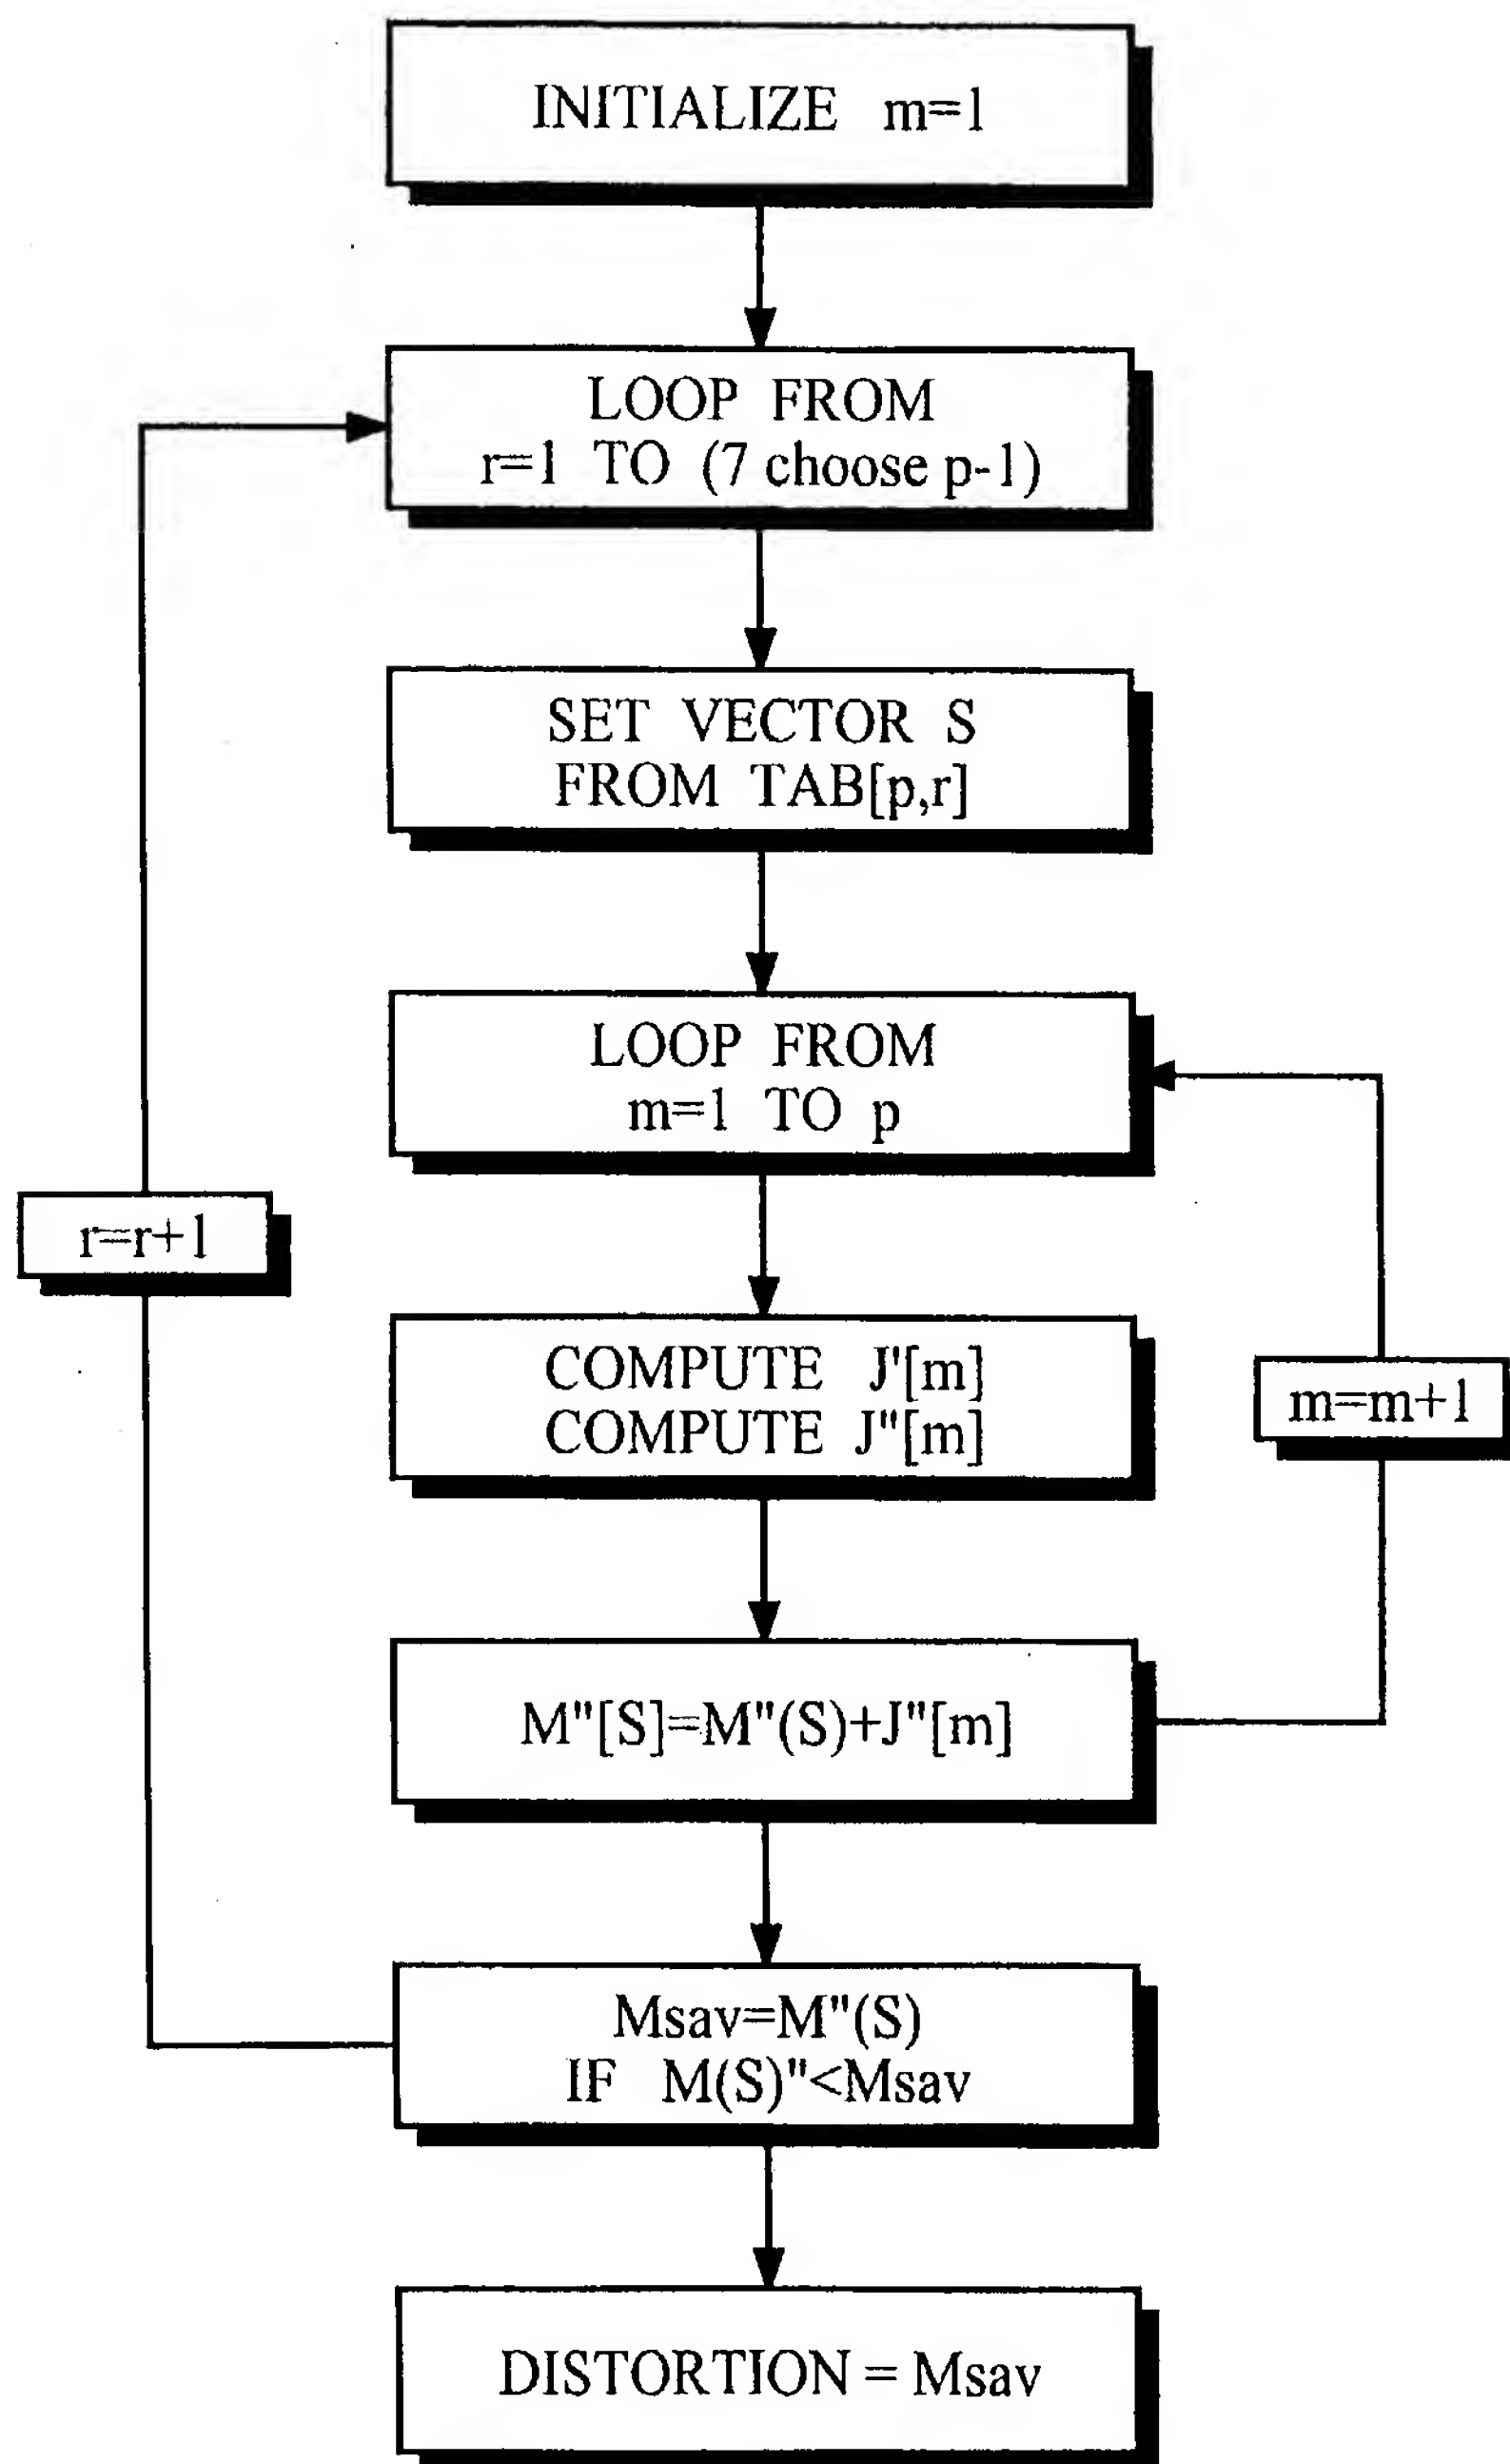 INITIALIZE m=1
LOOP FROM
r=1 TO (7 choose p-1)
SET VECTOR S
FROM TAB[p,r]
LOOP FROM
m=1 TO p
r=r+1
COMPUTE J'[m]
COMPUTE J"[m]
m=m+1
M"[S]=M"(S)+J"[m]
Msav=M"(S)
IF M(S)"<Msav
DISTORTION = Msav